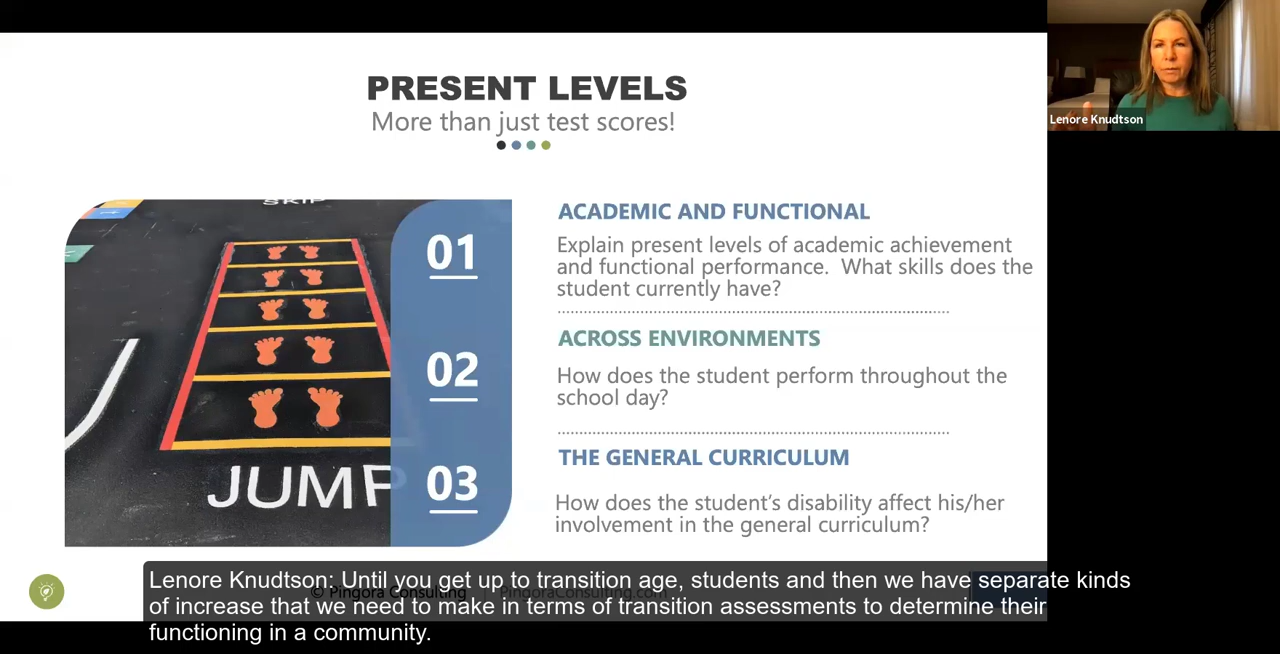 PRESENT LEVELS
More than just test scores!
Lenore Knudtson
SKIP
JUMP
01
ACADEMIC AND FUNCTIONAL
Explain present levels of academic achievement
and functional performance.  What skills does the
student currently have?
02
ACROSS ENVIRONMENTS
How does the student perform throughout the
school day?
03
THE GENERAL CURRICULUM
How does the student's disability affect his/her
involvement in the general curriculum?
© Pingora Consulting | PingoraConsulting.com
Lenore Knudtson: Until you get up to transition age, students and then we have separate kinds
of increase that we need to make in terms of transition assessments to determine their
functioning in a community.